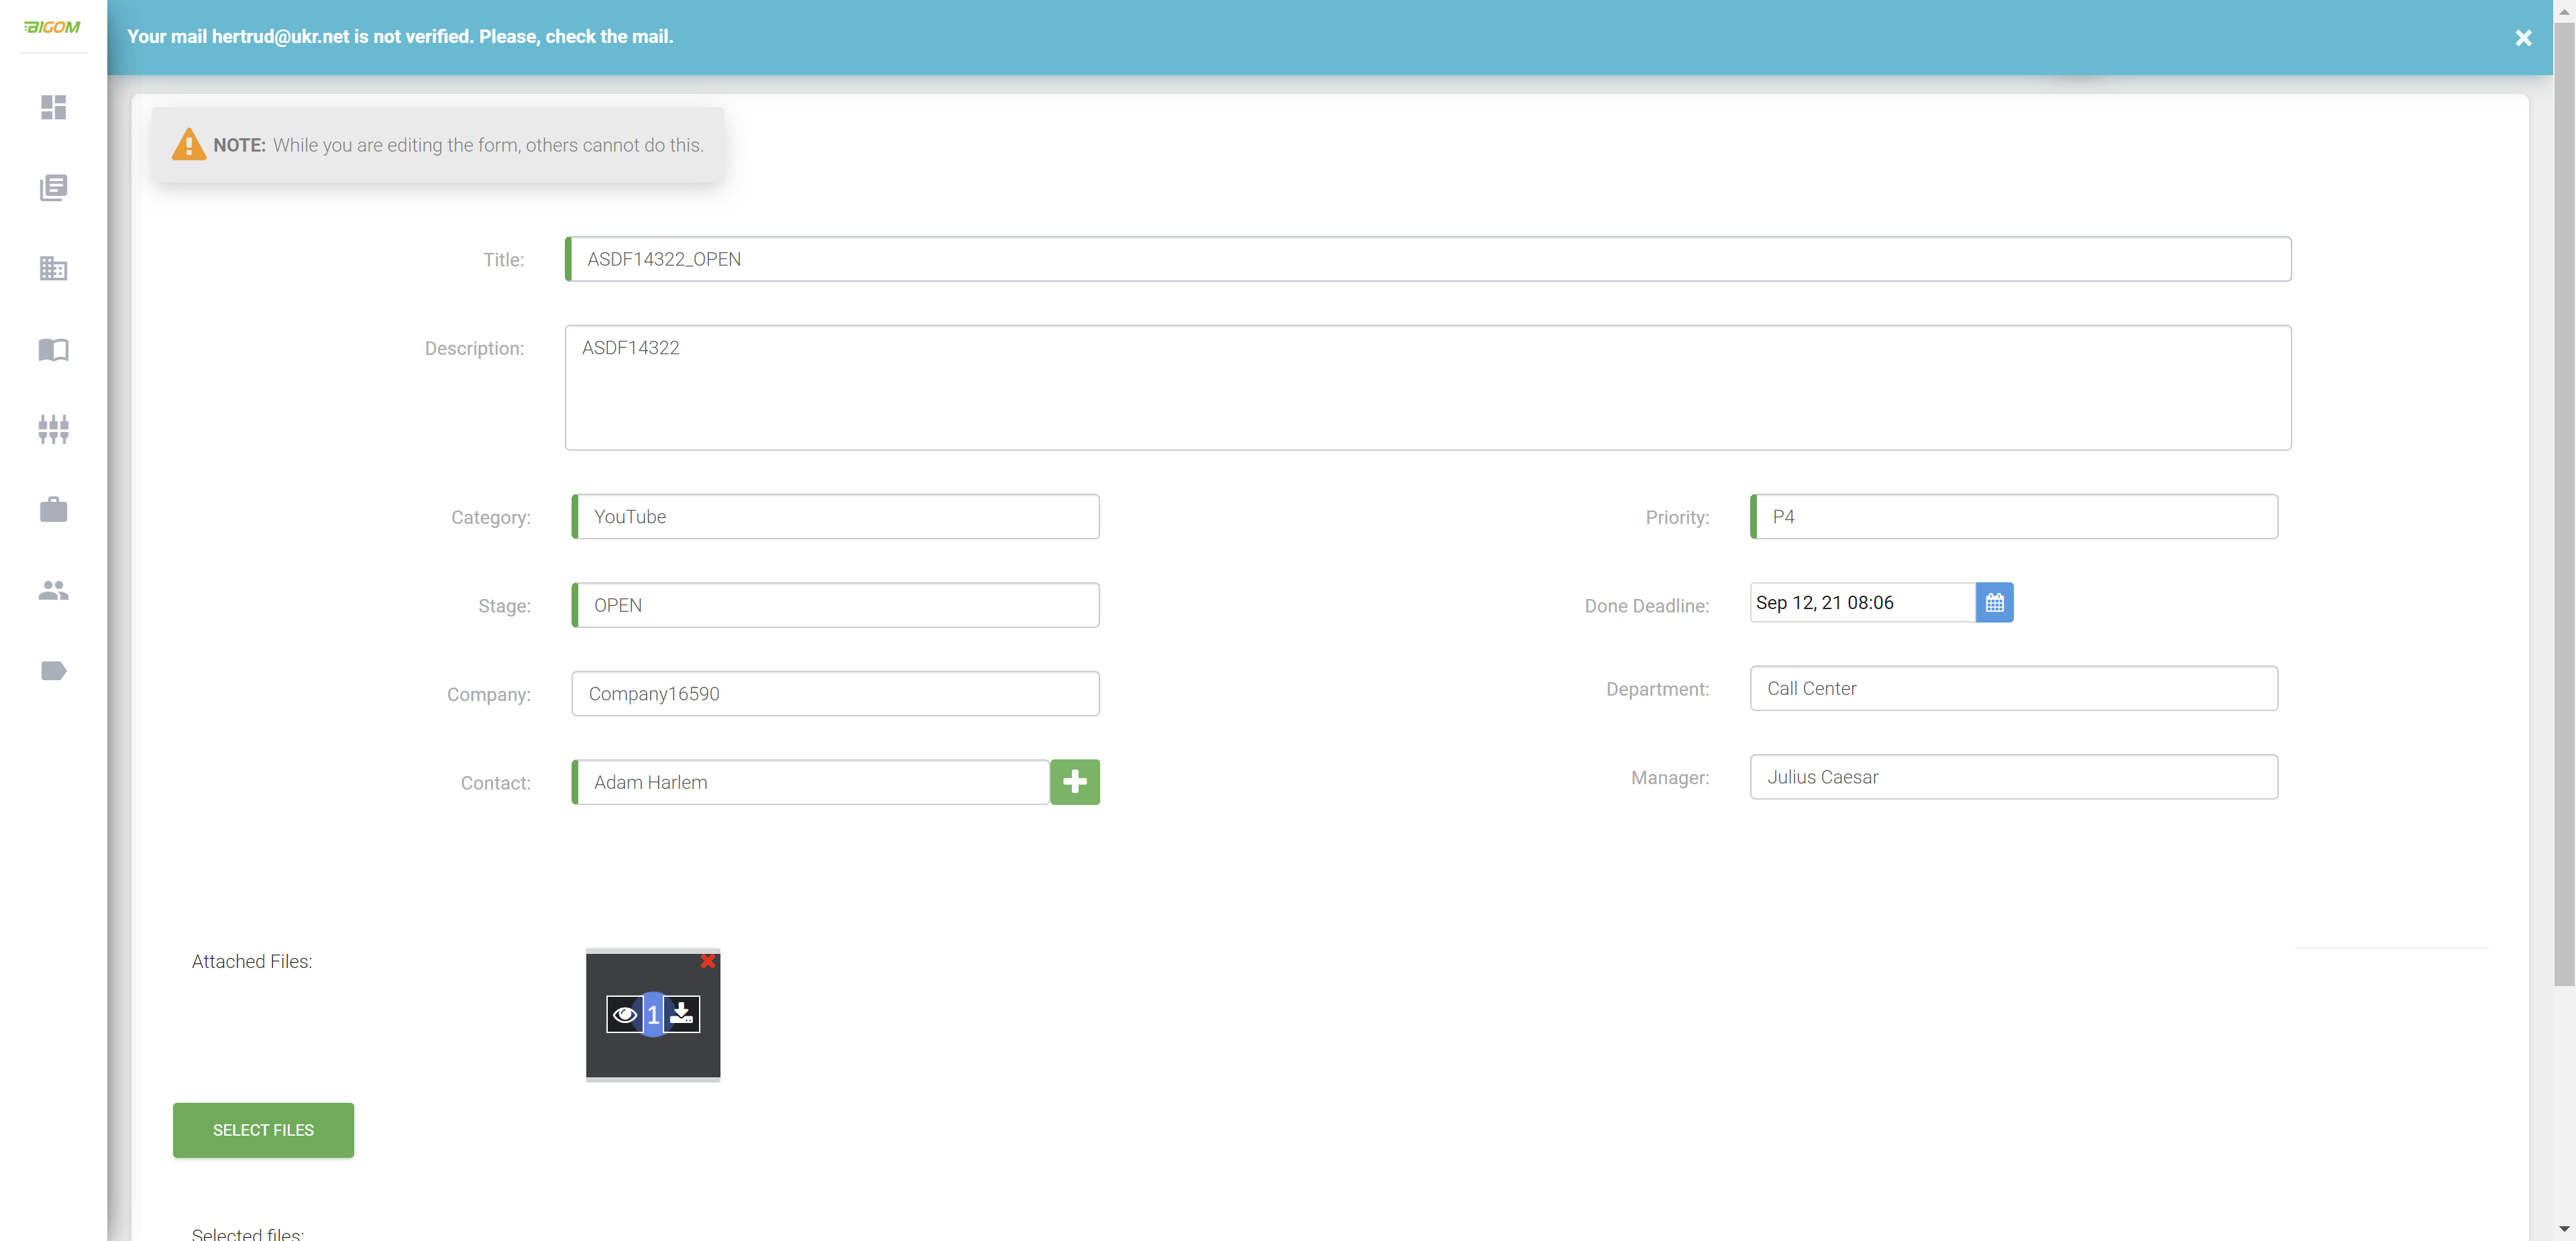 BIGOM
Your mail hertrud@ukr.net is not verified. Please, check the mail.
NOTE: While you are editing the form, others cannot do this.
Title: ASDF14322_OPEN
Description: ASDF14322
Category: YouTube
Priority: P4
Stage: OPEN
Done Deadline: Sep 12, 21 08:06
Company: Company16590
Department: Call Center
Contact: Adam Harlem
Manager: Julius Caesar
Attached Files:
1
SELECT FILES
Selected files: